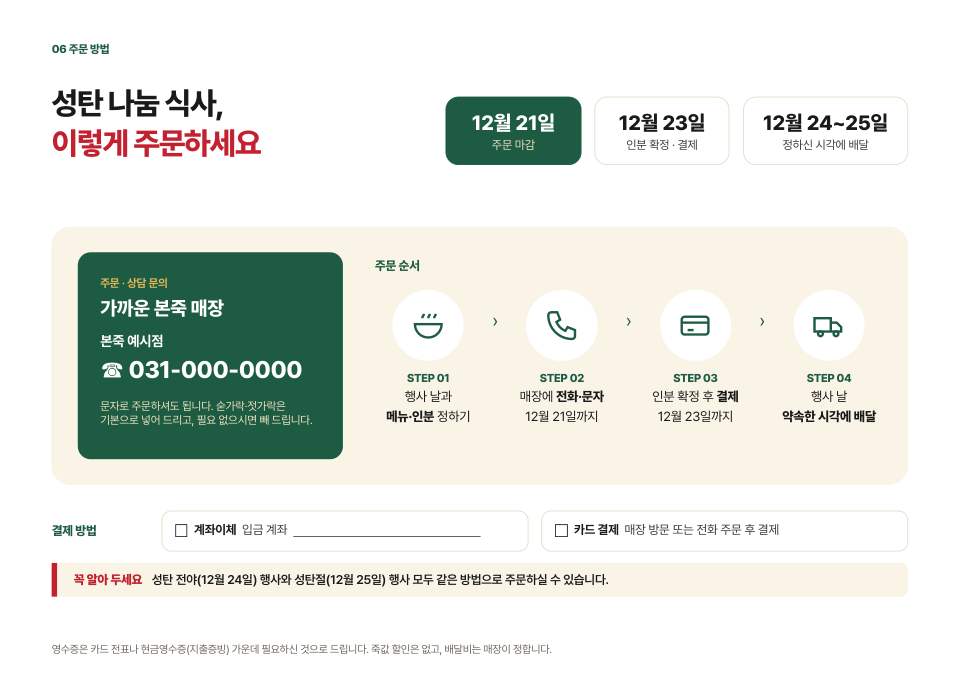 06 주문 방법
성탄 나눔 식사,
이렇게 주문하세요
12월 21일
주문 마감
12월 23일
인분 확정 · 결제
12월 24~25일
정하신 시각에 배달
주문 · 상담 문의
가까운 본죽 매장
본죽 예시점
☎ 031-000-0000
문자로 주문하셔도 됩니다. 숟가락·젓가락은
기본으로 넣어 드리고, 필요 없으시면 빼 드립니다.
주문 순서
STEP 01
행사 날과
메뉴·인분 정하기
›
STEP 02
매장에 전화·문자
12월 21일까지
›
STEP 03
인분 확정 후 결제
12월 23일까지
›
STEP 04
행사 날
약속한 시각에 배달
결제 방법
☐ 계좌이체 입금 계좌 ____________________
☐ 카드 결제 매장 방문 또는 전화 주문 후 결제
꼭 알아 두세요 성탄 전야(12월 24일) 행사와 성탄절(12월 25일) 행사 모두 같은 방법으로 주문하실 수 있습니다.
영수증은 카드 전표나 현금영수증(지출증빙) 가운데 필요하신 것으로 드립니다. 죽값 할인은 없고, 배달비는 매장이 정합니다.